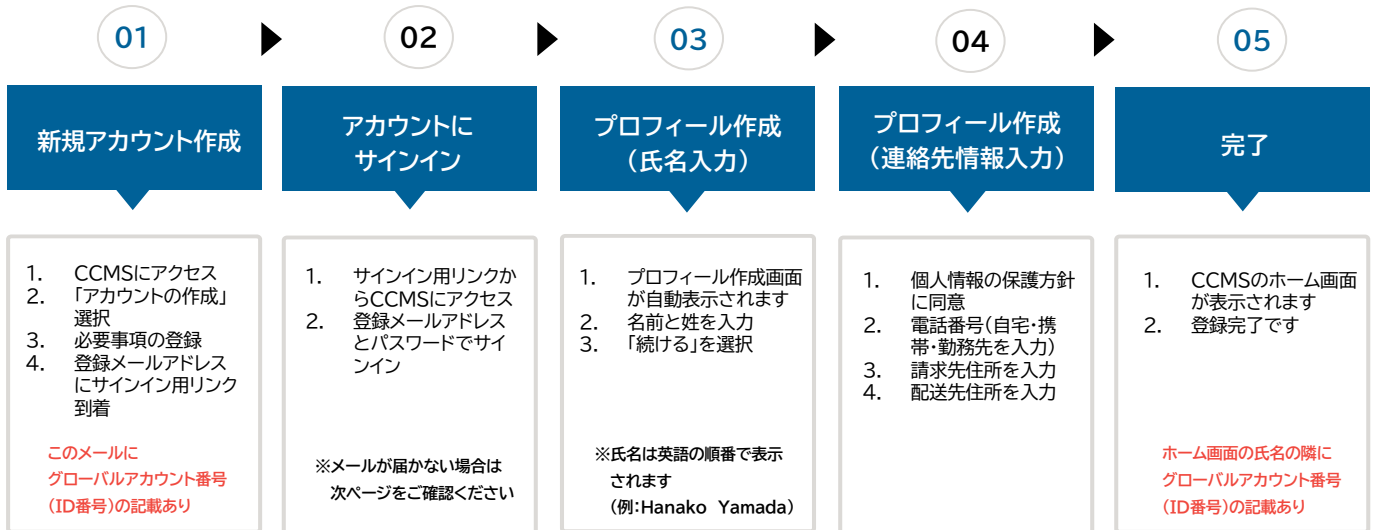 01
02
03
04
05
新規アカウント作成
アカウントに
サインイン
プロフィール作成
(氏名入力)
プロフィール作成
(連絡先情報入力)
完了
1. CCMSにアクセス
2. 「アカウントの作成」
選択
3. 必要事項の登録
4. 登録メールアドレス
にサインイン用リンク
到着
このメールに
グローバルアカウント番号
(ID番号)の記載あり
1. サインイン用リンクか
らCCMSにアクセス
2. 登録メールアドレス
とパスワードでサイ
ンイン
※メールが届かない場合は
次ページをご確認ください
1. プロフィール作成画面
が自動表示されます
2. 名前と姓を入力
3. 「続ける」を選択
※氏名は英語の順番で表示
されます
(例:Hanako Yamada)
1. 個人情報の保護方針
に同意
2. 電話番号(自宅・携
帯・勤務先を入力)
3. 請求先住所を入力
4. 配送先住所を入力
1. CCMSのホーム画面
が表示されます
2. 登録完了です
ホーム画面の氏名の隣に
グローバルアカウント番号
(ID番号)の記載あり